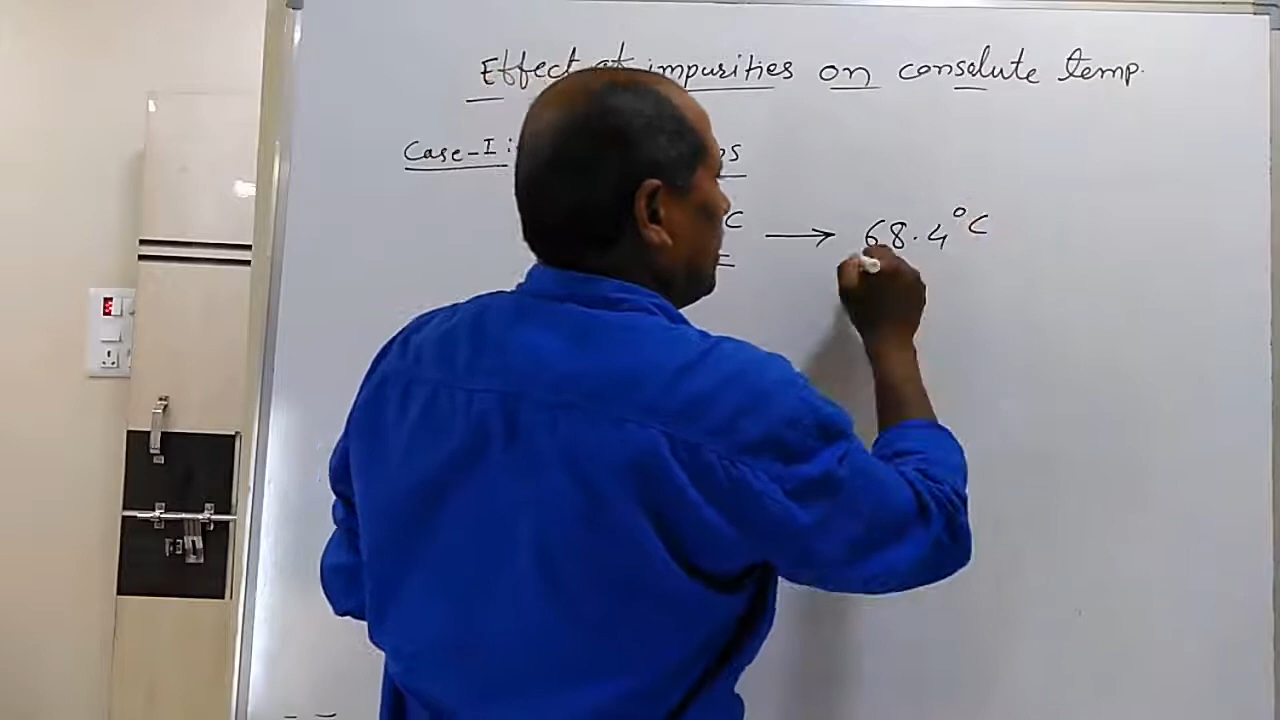 Effect of impurities on consolute temp.
Case-I :
C → 68.4°C